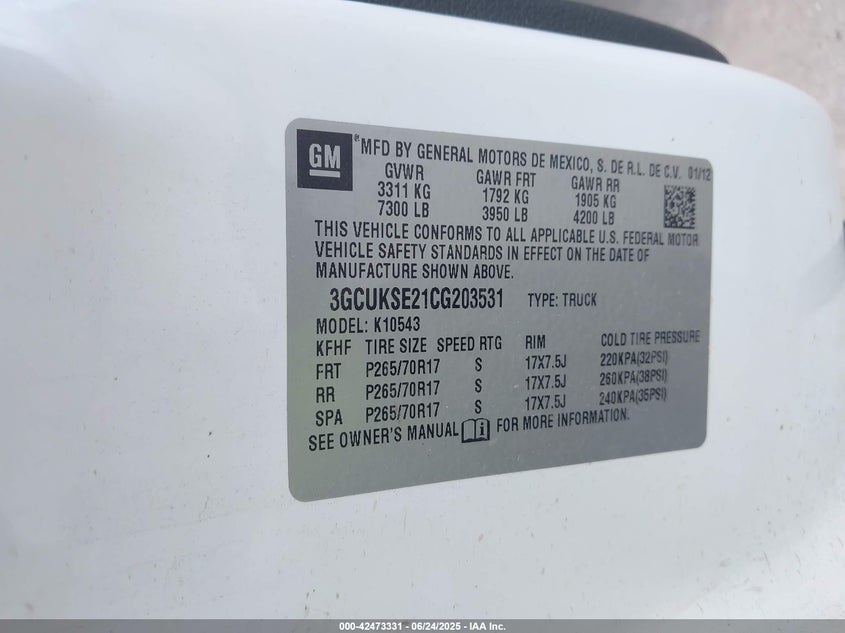 GM
® MFD BY GENERAL MOTORS DE MEXICO, S. DE R.L. DE C.V. 01/12
GVWR GAWR FRT GAWR RR
3311 KG 1792 KG 1905 KG
7300 LB 3950 LB 4200 LB
THIS VEHICLE CONFORMS TO ALL APPLICABLE U.S. FEDERAL MOTOR
VEHICLE SAFETY STANDARDS IN EFFECT ON THE DATE OF
MANUFACTURE SHOWN ABOVE.
3GCUKSE21CG203531 TYPE: TRUCK
MODEL: K10543
KFHF TIRE SIZE SPEED RTG RIM COLD TIRE PRESSURE
FRT P265/70R17 S 17X7.5J 220KPA(32PSI)
RR P265/70R17 S 17X7.5J 260KPA(38PSI)
SPA P265/70R17 S 17X7.5J 240KPA(35PSI)
SEE OWNER'S MANUAL i FOR MORE INFORMATION.
000-42473331 - 06/24/2025 - IAA Inc.